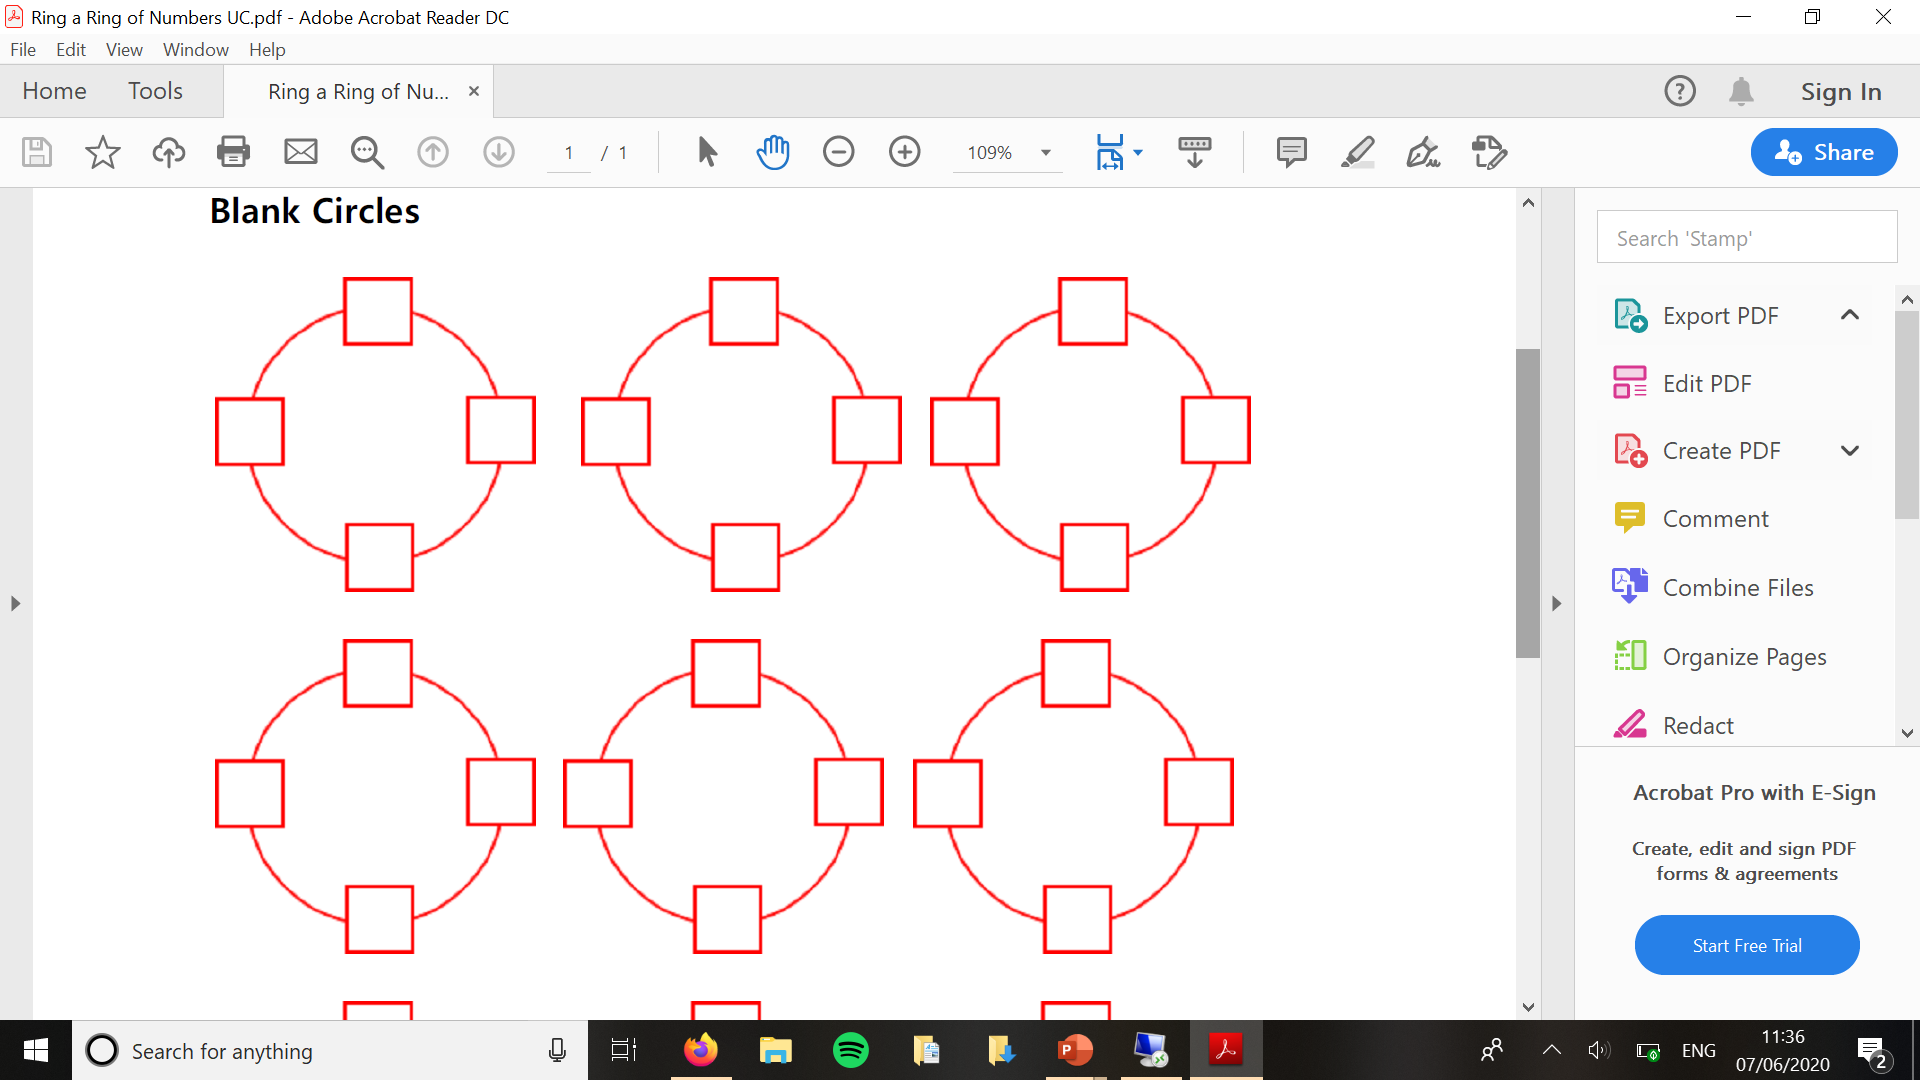 Ring a Ring of Numbers UC.pdf - Adobe Acrobat Reader DC
File Edit View Window Help
Home Tools Ring a Ring of Nu... × Sign In
1 / 1 109% Share
Blank Circles
Search 'Stamp'
Export PDF
Edit PDF
Create PDF
Comment
Combine Files
Organize Pages
Redact
Acrobat Pro with E-Sign
Create, edit and sign PDF
forms & agreements
Start Free Trial
Search for anything
ENG
11:36
07/06/2020
2